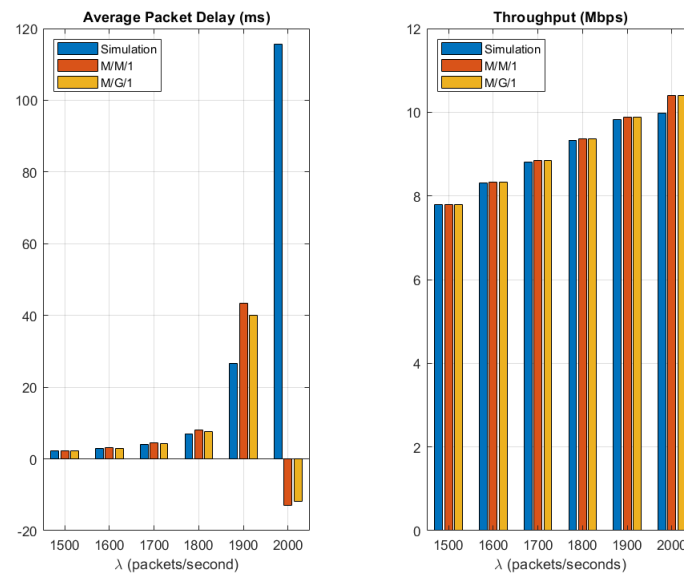 Average Packet Delay (ms)
120
100
80
60
40
20
0
-20
Simulation
M/M/1
M/G/1
1500 1600 1700 1800 1900 2000
λ (packets/second)
Throughput (Mbps)
12
10
8
6
4
2
0
Simulation
M/M/1
M/G/1
1500 1600 1700 1800 1900 2000
λ (packets/seconds)